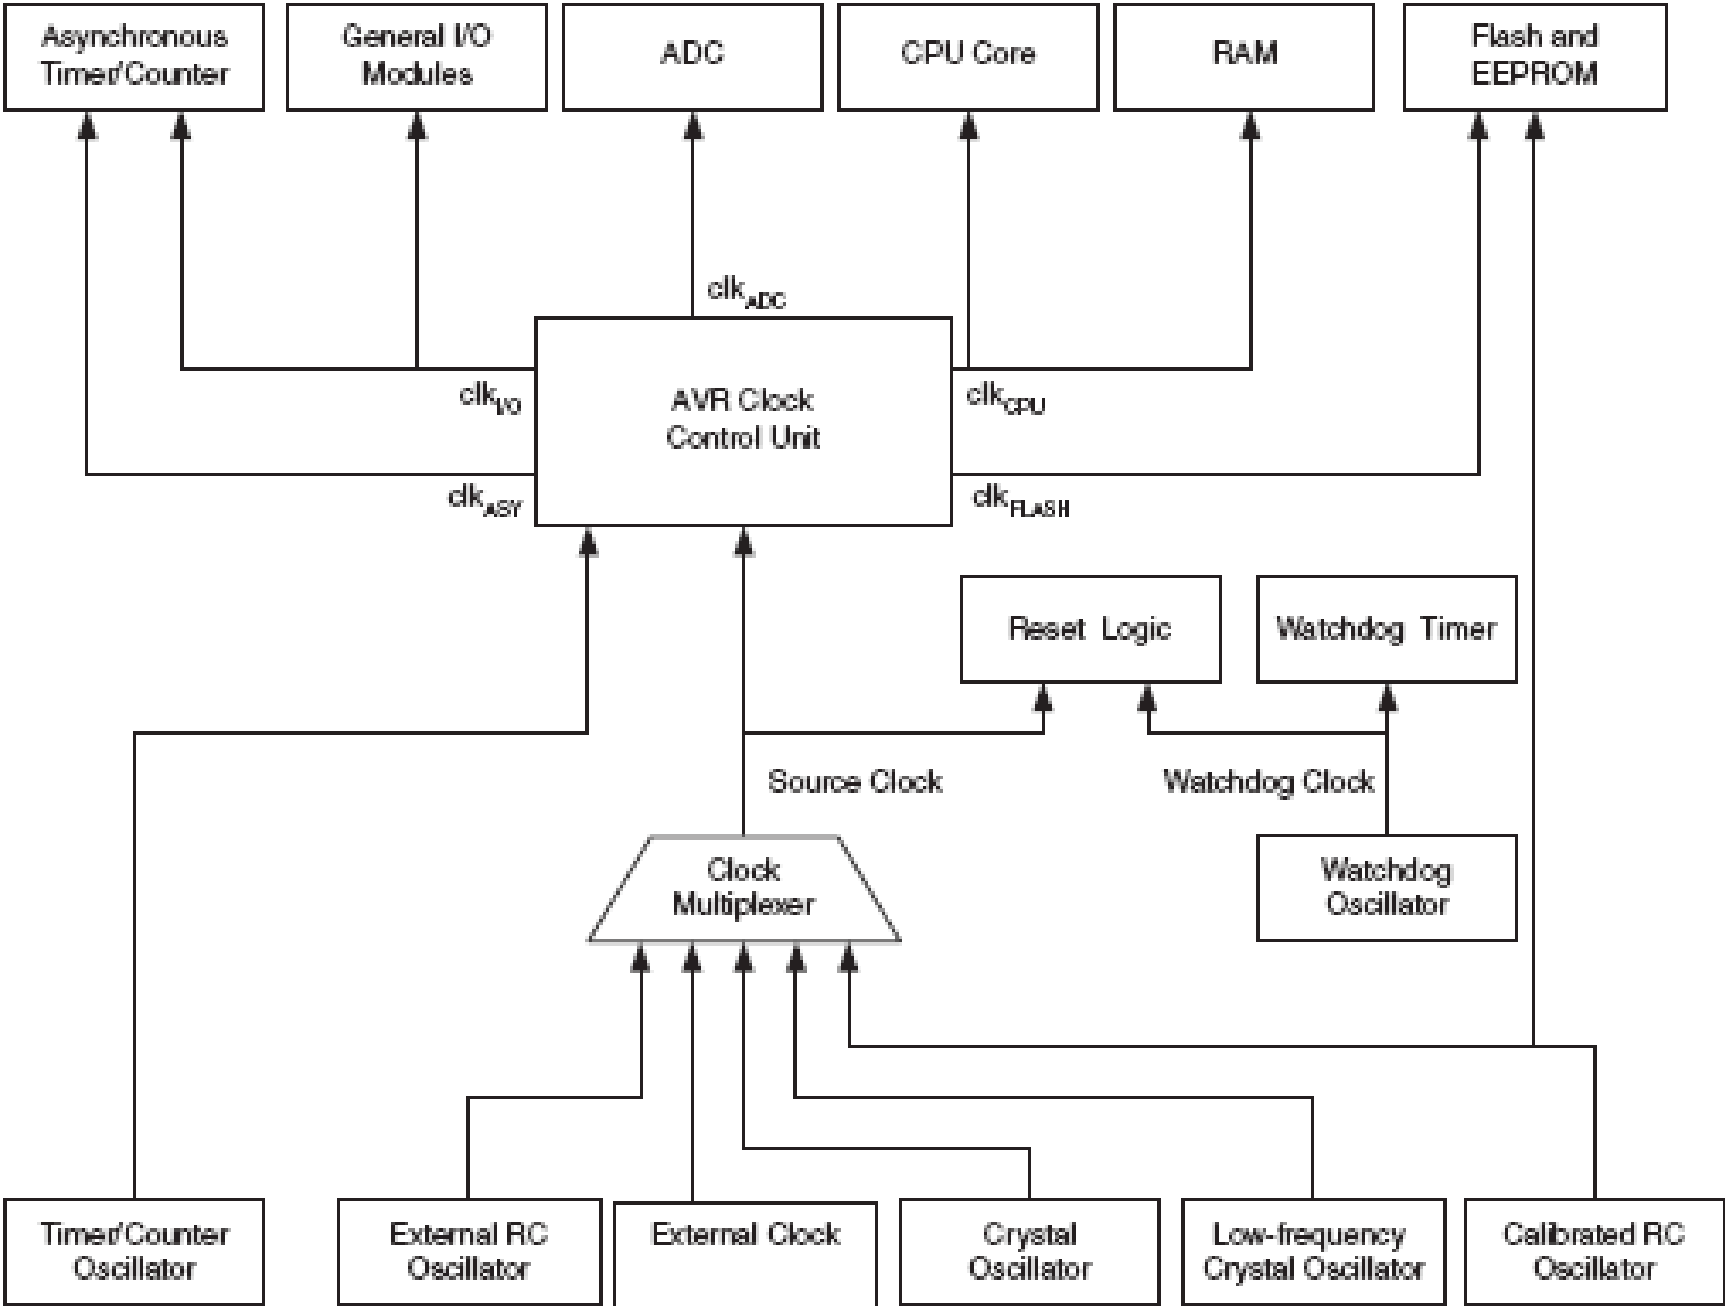 Asynchronous
Timer/Counter
General I/O
Modules
ADC
CPU Core
RAM
Flash and
EEPROM
clkADC
clkI/O
AVR Clock
Control Unit
clkCPU
clkASY
clkFLASH
Reset Logic
Watchdog Timer
Source Clock
Watchdog Clock
Clock
Multiplexer
Watchdog
Oscillator
Timer/Counter
Oscillator
External RC
Oscillator
External Clock
Crystal
Oscillator
Low-frequency
Crystal Oscillator
Calibrated RC
Oscillator